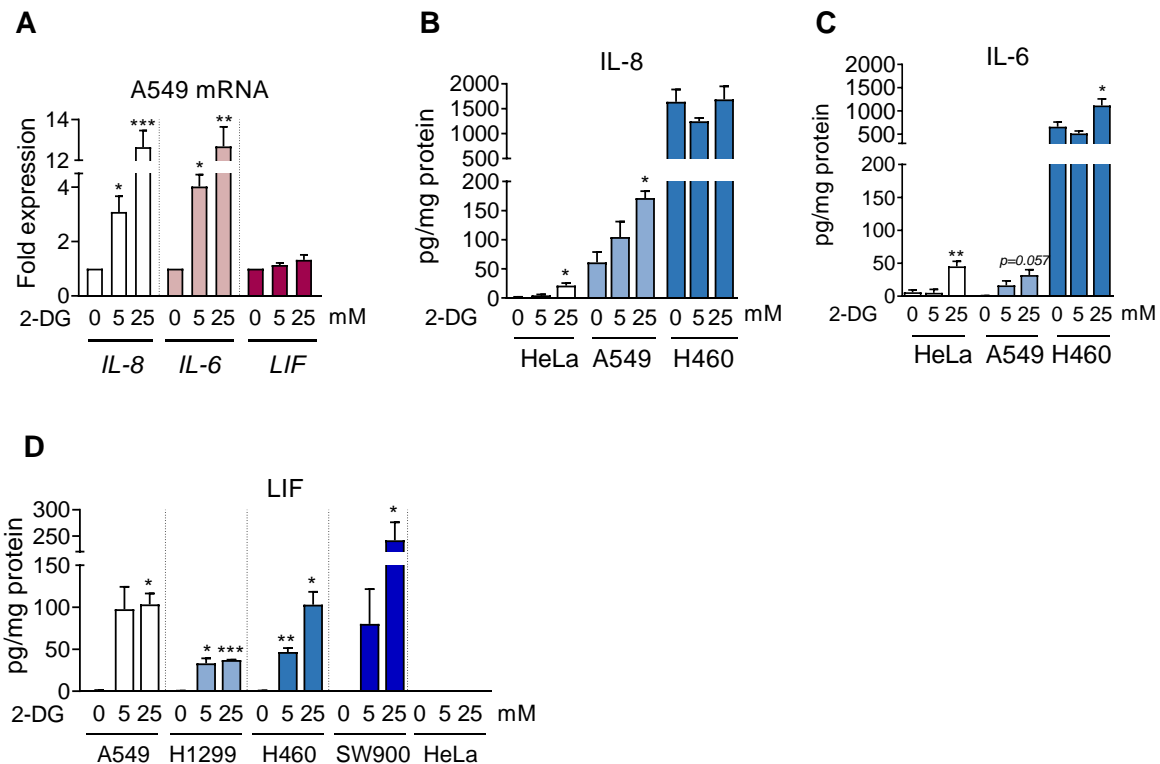 A
A549 mRNA
Fold expression
14
12
4
2
0
* *** * **
2-DG 0 5 25 0 5 25 0 5 25 mM
IL-8 IL-6 LIF
B
IL-8
pg/mg protein
2000
1500
1000
500
200
150
100
50
0
* *
2-DG 0 5 25 0 5 25 0 5 25 mM
HeLa A549 H460
C
IL-6
pg/mg protein
2000
1500
1000
500
200
150
100
50
0
** p=0.057 *
2-DG 0 5 25 0 5 25 0 5 25 mM
HeLa A549 H460
D
LIF
pg/mg protein
300
250
150
100
50
0
* * *** ** * *
2-DG 0 5 25 0 5 25 0 5 25 0 5 25 0 5 25 mM
A549 H1299 H460 SW900 HeLa